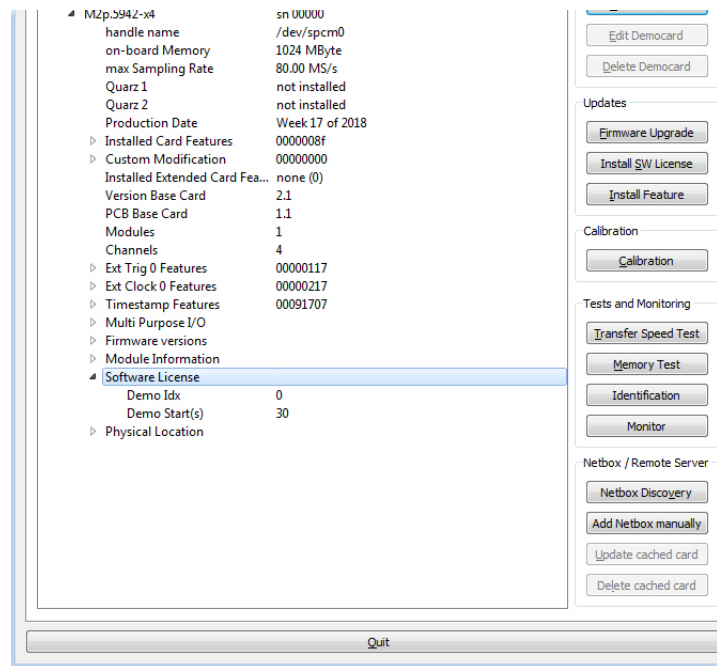 M2p.5942-x4 sn 00000
handle name /dev/spcm0
on-board Memory 1024 MByte
max Sampling Rate 80.00 MS/s
Quarz 1 not installed
Quarz 2 not installed
Production Date Week 17 of 2018
Installed Card Features 0000008f
Custom Modification 00000000
Installed Extended Card Fea... none (0)
Version Base Card 2.1
PCB Base Card 1.1
Modules 1
Channels 4
Ext Trig 0 Features 00000117
Ext Clock 0 Features 00000217
Timestamp Features 00091707
Multi Purpose I/O
Firmware versions
Module Information
Software License
Demo Idx 0
Demo Start(s) 30
Physical Location
Edit Democard
Delete Democard
Updates
Firmware Upgrade
Install SW License
Install Feature
Calibration
Calibration
Tests and Monitoring
Transfer Speed Test
Memory Test
Identification
Monitor
Netbox / Remote Server
Netbox Discovery
Add Netbox manually
Update cached card
Delete cached card
Quit